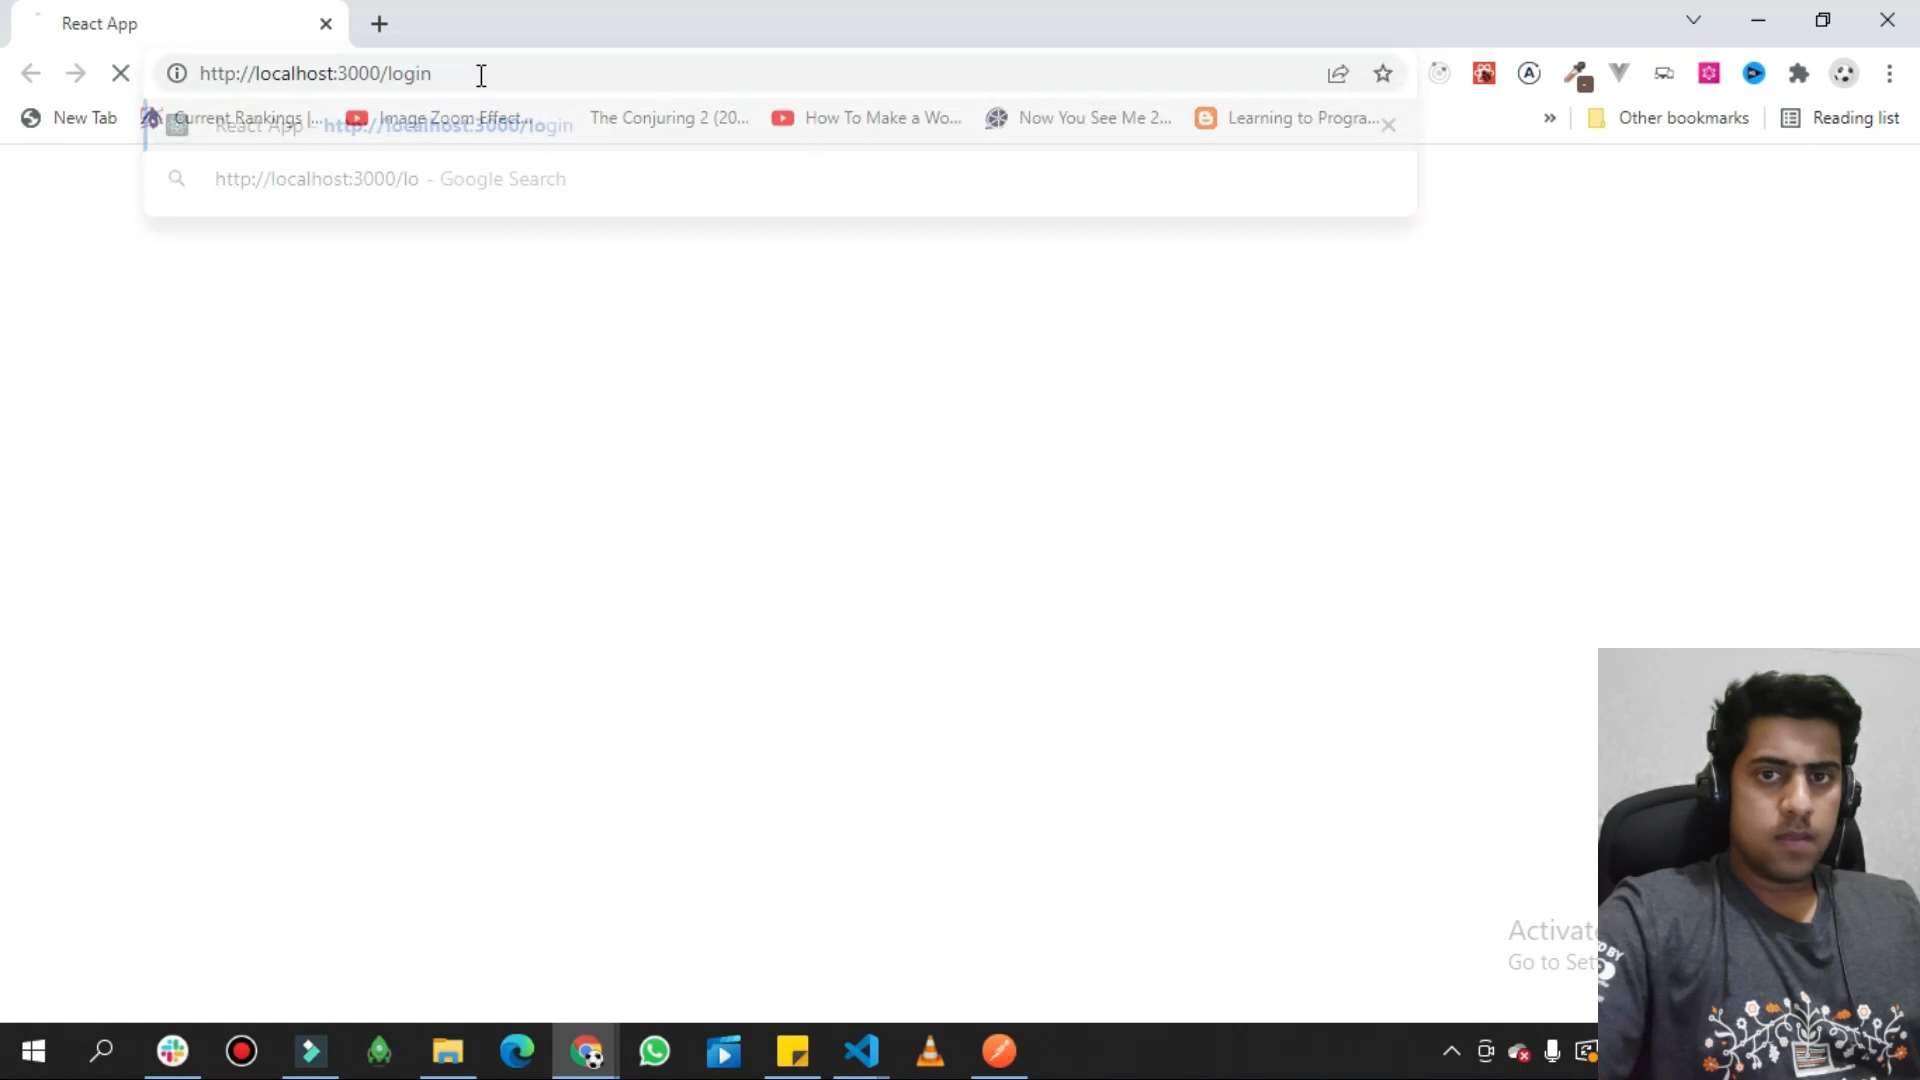 React App
http://localhost:3000/login
New Tab
Current Rankings |...
Image Zoom Effect...
The Conjuring 2 (20...
How To Make a Wo...
Now You See Me 2...
Learning to Progra...
»
Other bookmarks
Reading list
React App - http://localhost:3000/login
http://localhost:3000/lo - Google Search
Activate
Go to Set